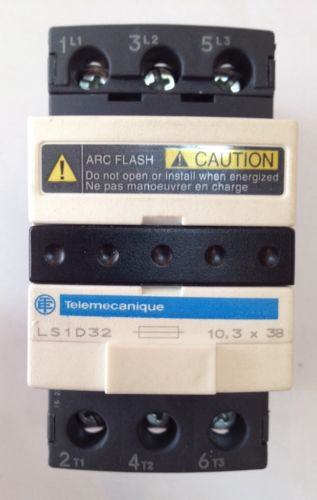 1L1 3L2 5L3
ARC FLASH CAUTION
Do not open or install when energized
Ne pas manoeuvrer en charge
Telemecanique
LS1D32 10,3 x 38
2T1 4T2 6T3